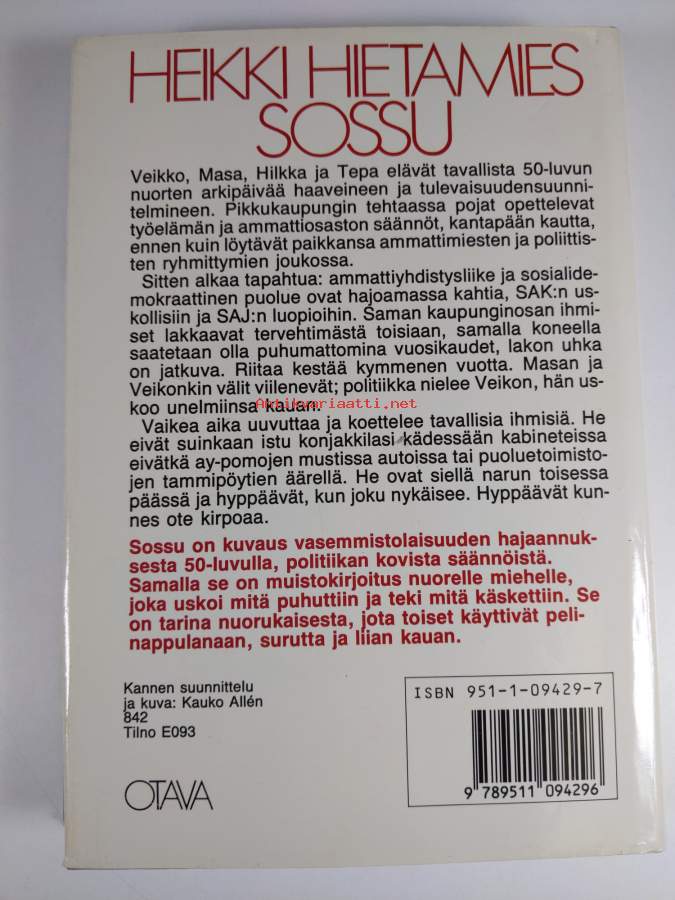 HEIKKI HIETAMIES
SOSSU
Veikko, Masa, Hilkka ja Tepa elävät tavallista 50-luvun
nuorten arkipäivää haaveineen ja tulevaisuudensuunni-
telmineen. Pikkukaupungin tehtaassa pojat opettelevat
työelämän ja ammattiosaston säännöt, kantapään kautta,
ennen kuin löytävät paikkansa ammattimiesten ja poliittis-
ten ryhmittymien joukossa.
Sitten alkaa tapahtua: ammattiyhdistysliike ja sosialide-
mokraattinen puolue ovat hajoamassa kahtia, SAK:n us-
kollisiin ja SAJ:n luopioihin. Saman kaupunginosan ihmi-
set lakkaavat tervehtimästä toisiaan, samalla koneella
saatetaan olla puhumattomina vuosikaudet, lakon uhka
on jatkuva. Riitaa kestää kymmenen vuotta. Masan ja
Veikonkin välit viilenevät; politiikka nielee Veikon, hän us-
koo unelmiinsa kauan.
Antikvariaatti.net
Vaikea aika uuvuttaa ja koettelee tavallisia ihmisiä. He
eivät suinkaan istu konjakkilasi kädessään kabineteissa
eivätkä ay-pomojen mustissa autoissa tai puoluetoimisto-
jen tammipöytien äärellä. He ovat siellä narun toisessa
päässä ja hyppäävät, kun joku nykäisee. Hyppäävät kun-
nes ote kirpoaa.
Sossu on kuvaus vasemmistolaisuuden hajaannuk-
sesta 50-luvulla, politiikan kovista säännöistä.
Samalla se on muistokirjoitus nuorelle miehelle,
joka uskoi mitä puhuttiin ja teki mitä käskettiin. Se
on tarina nuorukaisesta, jota toiset käyttivät peli-
nappulanaan, surutta ja liian kauan.
Kannen suunnittelu
ja kuva: Kauko Allén
842
Tilno E093
OTAVA
ISBN 951-1-09429-7
9 789511 094296